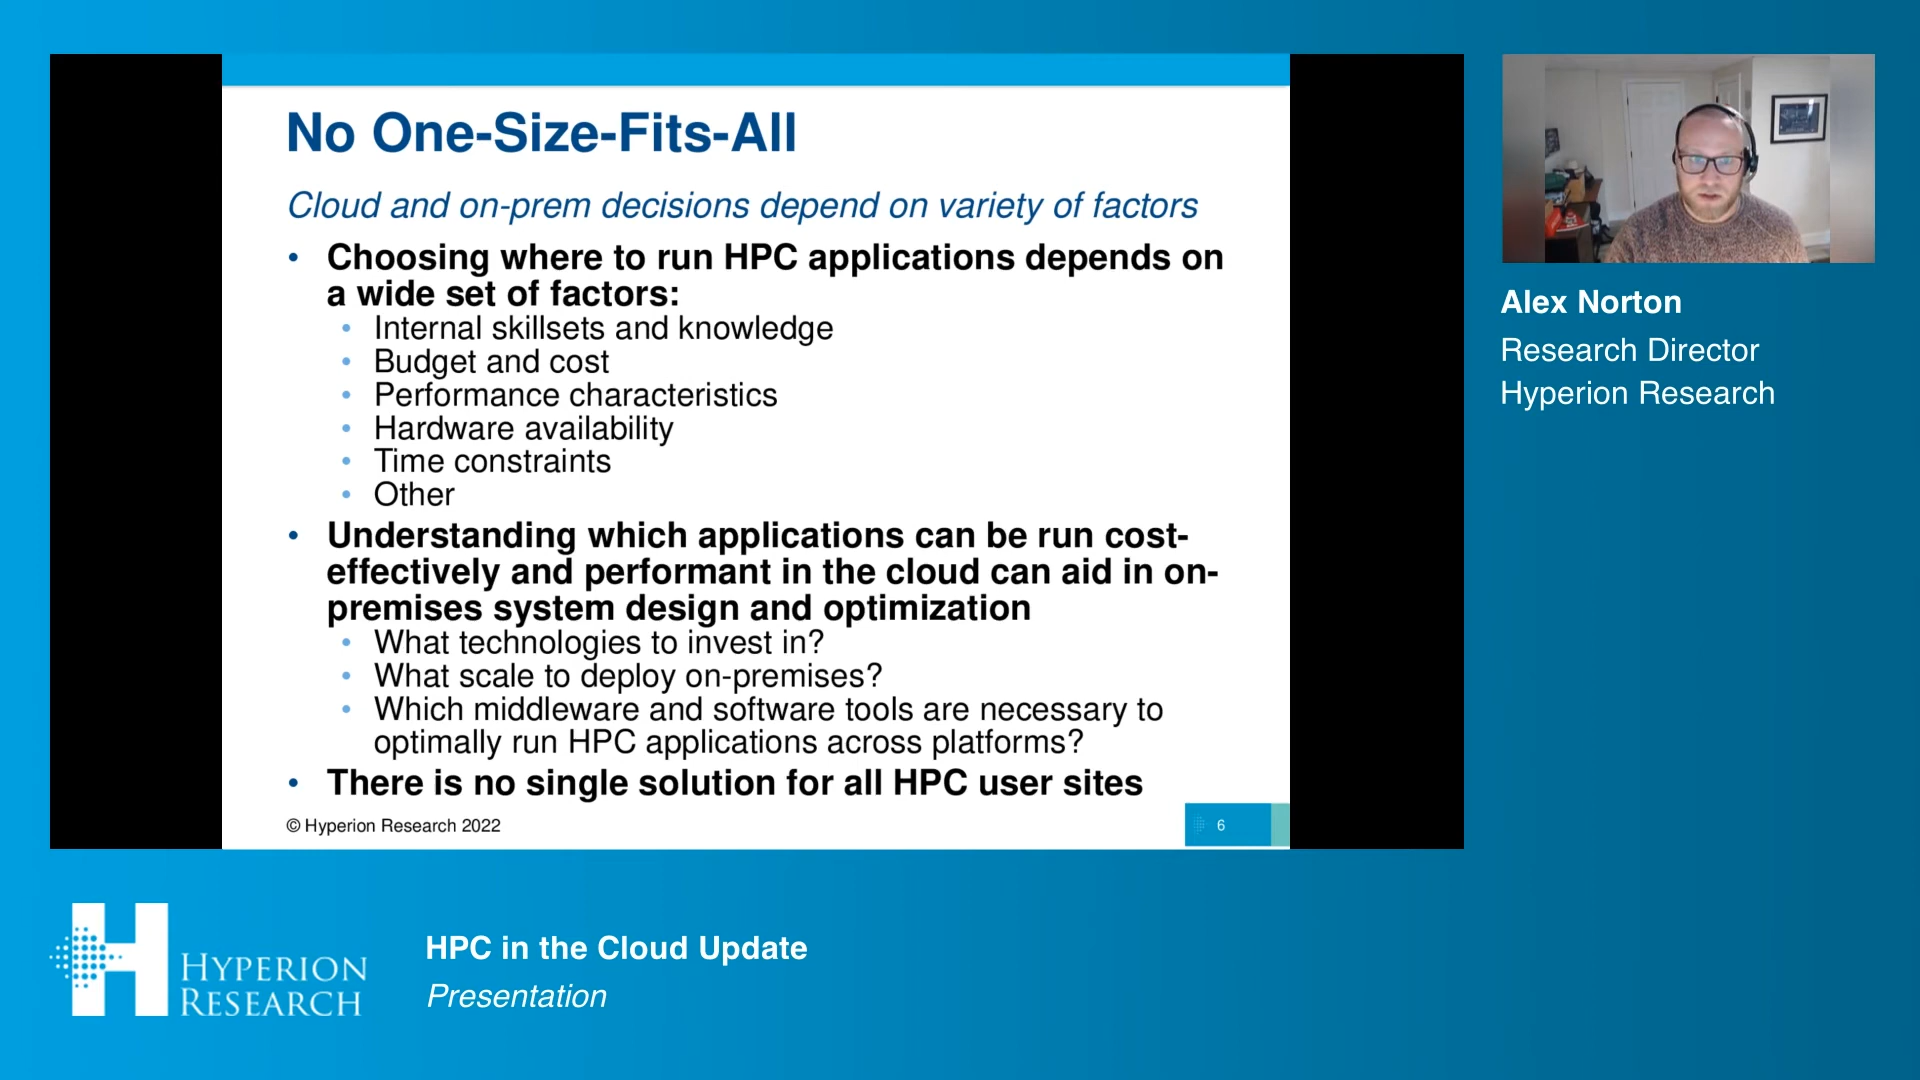 No One-Size-Fits-All
Cloud and on-prem decisions depend on variety of factors
• Choosing where to run HPC applications depends on
a wide set of factors:
• Internal skillsets and knowledge
• Budget and cost
• Performance characteristics
• Hardware availability
• Time constraints
• Other
• Understanding which applications can be run cost-
effectively and performant in the cloud can aid in on-
premises system design and optimization
• What technologies to invest in?
• What scale to deploy on-premises?
• Which middleware and software tools are necessary to
optimally run HPC applications across platforms?
• There is no single solution for all HPC user sites
© Hyperion Research 2022
6
Alex Norton
Research Director
Hyperion Research
H
HYPERION
RESEARCH
HPC in the Cloud Update
Presentation